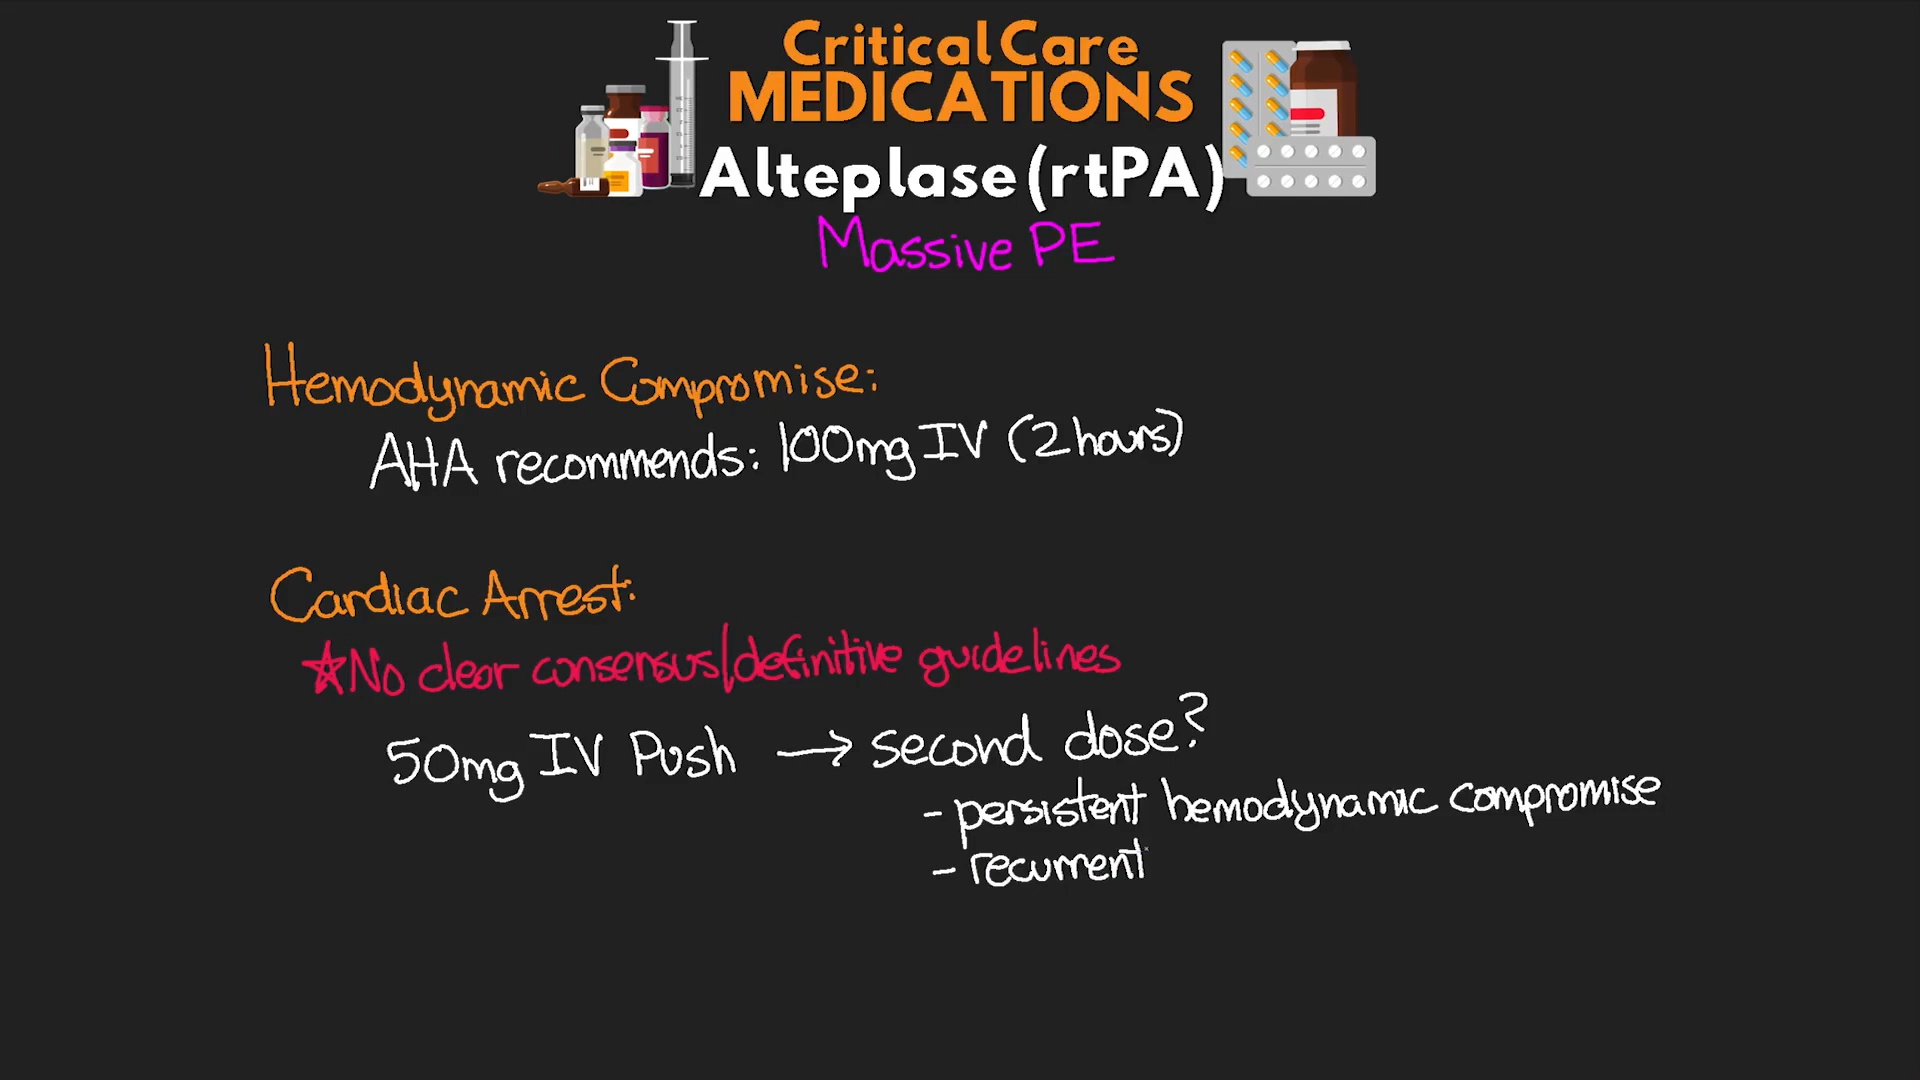 Critical Care
MEDICATIONS
Alteplase (rtPA)
Massive PE
Hemodynamic Compromise:
AHA recommends: 100mg IV (2 hours)
Cardiac Arrest:
☆No clear consensus/definitive guidelines
50mg IV Push → second dose?
- persistent hemodynamic compromise
- recurrent